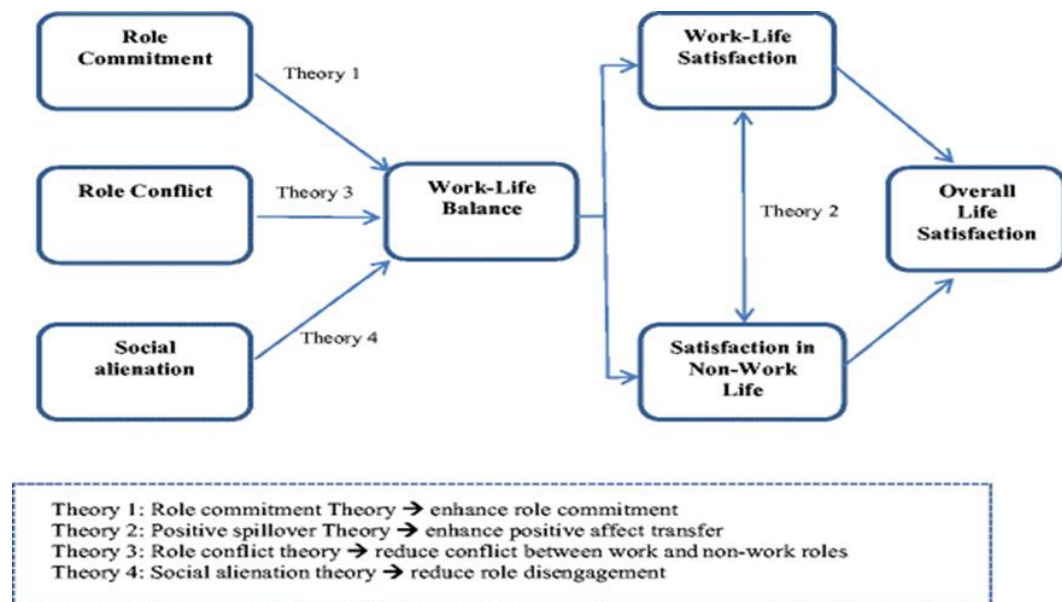 Role
Commitment
Theory 1
Role Conflict
Theory 3
Social
alienation
Theory 4
Work-Life
Balance
Work-Life
Satisfaction
Theory 2
Satisfaction in
Non-Work
Life
Overall
Life
Satisfaction
Theory 1: Role commitment Theory → enhance role commitment
Theory 2: Positive spillover Theory → enhance positive affect transfer
Theory 3: Role conflict theory → reduce conflict between work and non-work roles
Theory 4: Social alienation theory → reduce role disengagement